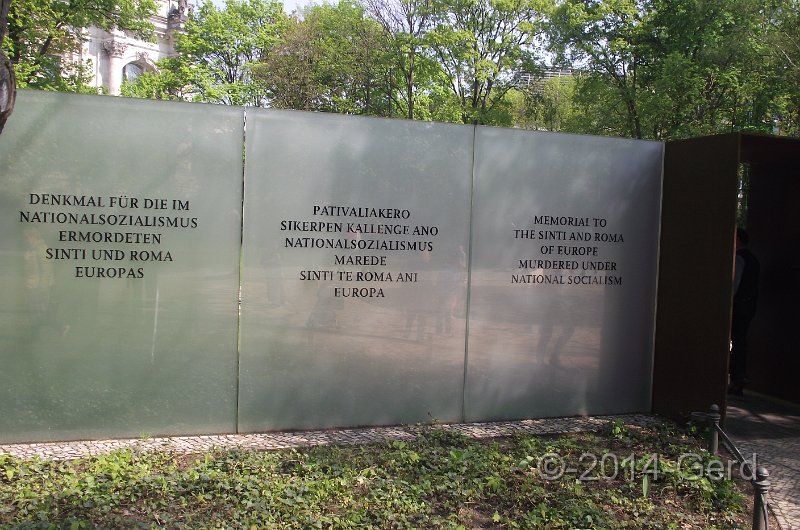 DENKMAL FÜR DIE IM
NATIONALSOZIALISMUS
ERMORDETEN
SINTI UND ROMA
EUROPAS
PATIVALIAKERO
SIKERPEN KALLENGE ANO
NATIONALSOZIALISMUS
MAREDE
SINTI TE ROMA ANI
EUROPA
MEMORIAL TO
THE SINTI AND ROMA
OF EUROPE
MURDERED UNDER
NATIONAL SOCIALISM
©-2014-Gerd